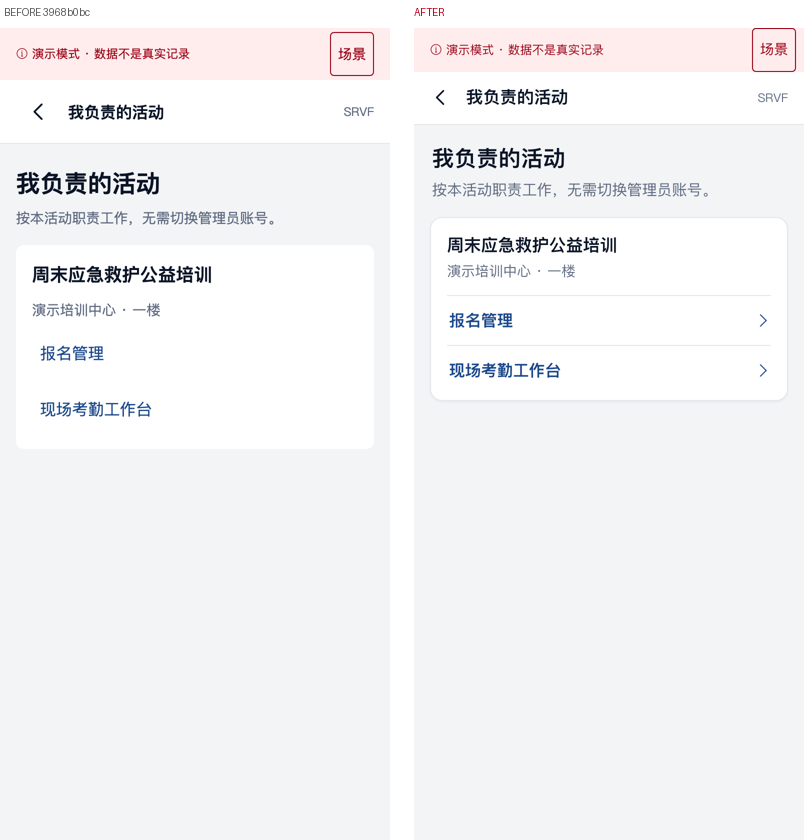 BEFORE 3968b0bc
ⓘ 演示模式 · 数据不是真实记录
场景
我负责的活动
SRVF
我负责的活动
按本活动职责工作，无需切换管理员账号。
周末应急救护公益培训
演示培训中心 · 一楼
报名管理
现场考勤工作台
AFTER
ⓘ 演示模式 · 数据不是真实记录
场景
我负责的活动
SRVF
我负责的活动
按本活动职责工作，无需切换管理员账号。
周末应急救护公益培训
演示培训中心 · 一楼
报名管理
现场考勤工作台